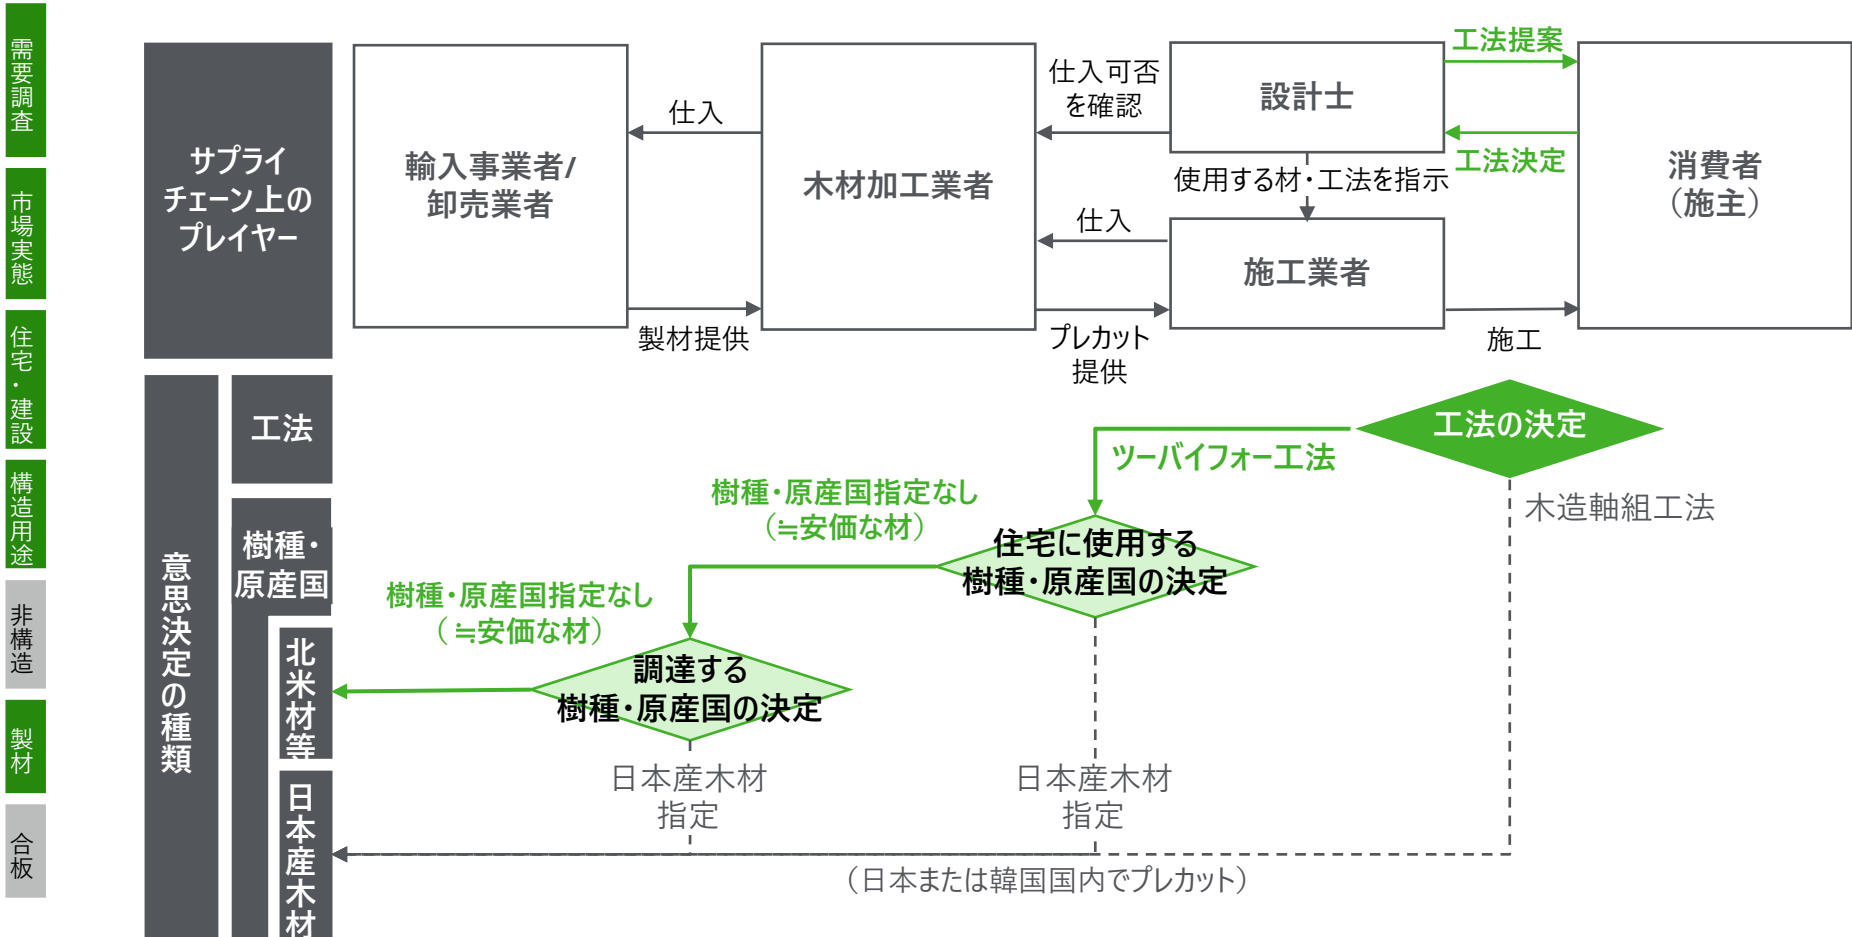 需要調査
市場実態
住宅・建設
構造用途
非構造
製材
合板
サプライ
チェーン上の
プレイヤー
輸入事業者/
卸売業者
仕入
製材提供
木材加工業者
仕入可否
を確認
仕入
プレカット
提供
設計士
使用する材・工法を指示
施工業者
工法提案
工法決定
施工
消費者
（施主）
意思決定の種類
工法
樹種・
原産国
北米材等
日本産木材
工法の決定
ツーバイフォー工法
木造軸組工法
樹種・原産国指定なし
（≒安価な材）
住宅に使用する
樹種・原産国の決定
樹種・原産国指定なし
（≒安価な材）
調達する
樹種・原産国の決定
日本産木材
指定
日本産木材
指定
（日本または韓国国内でプレカット）